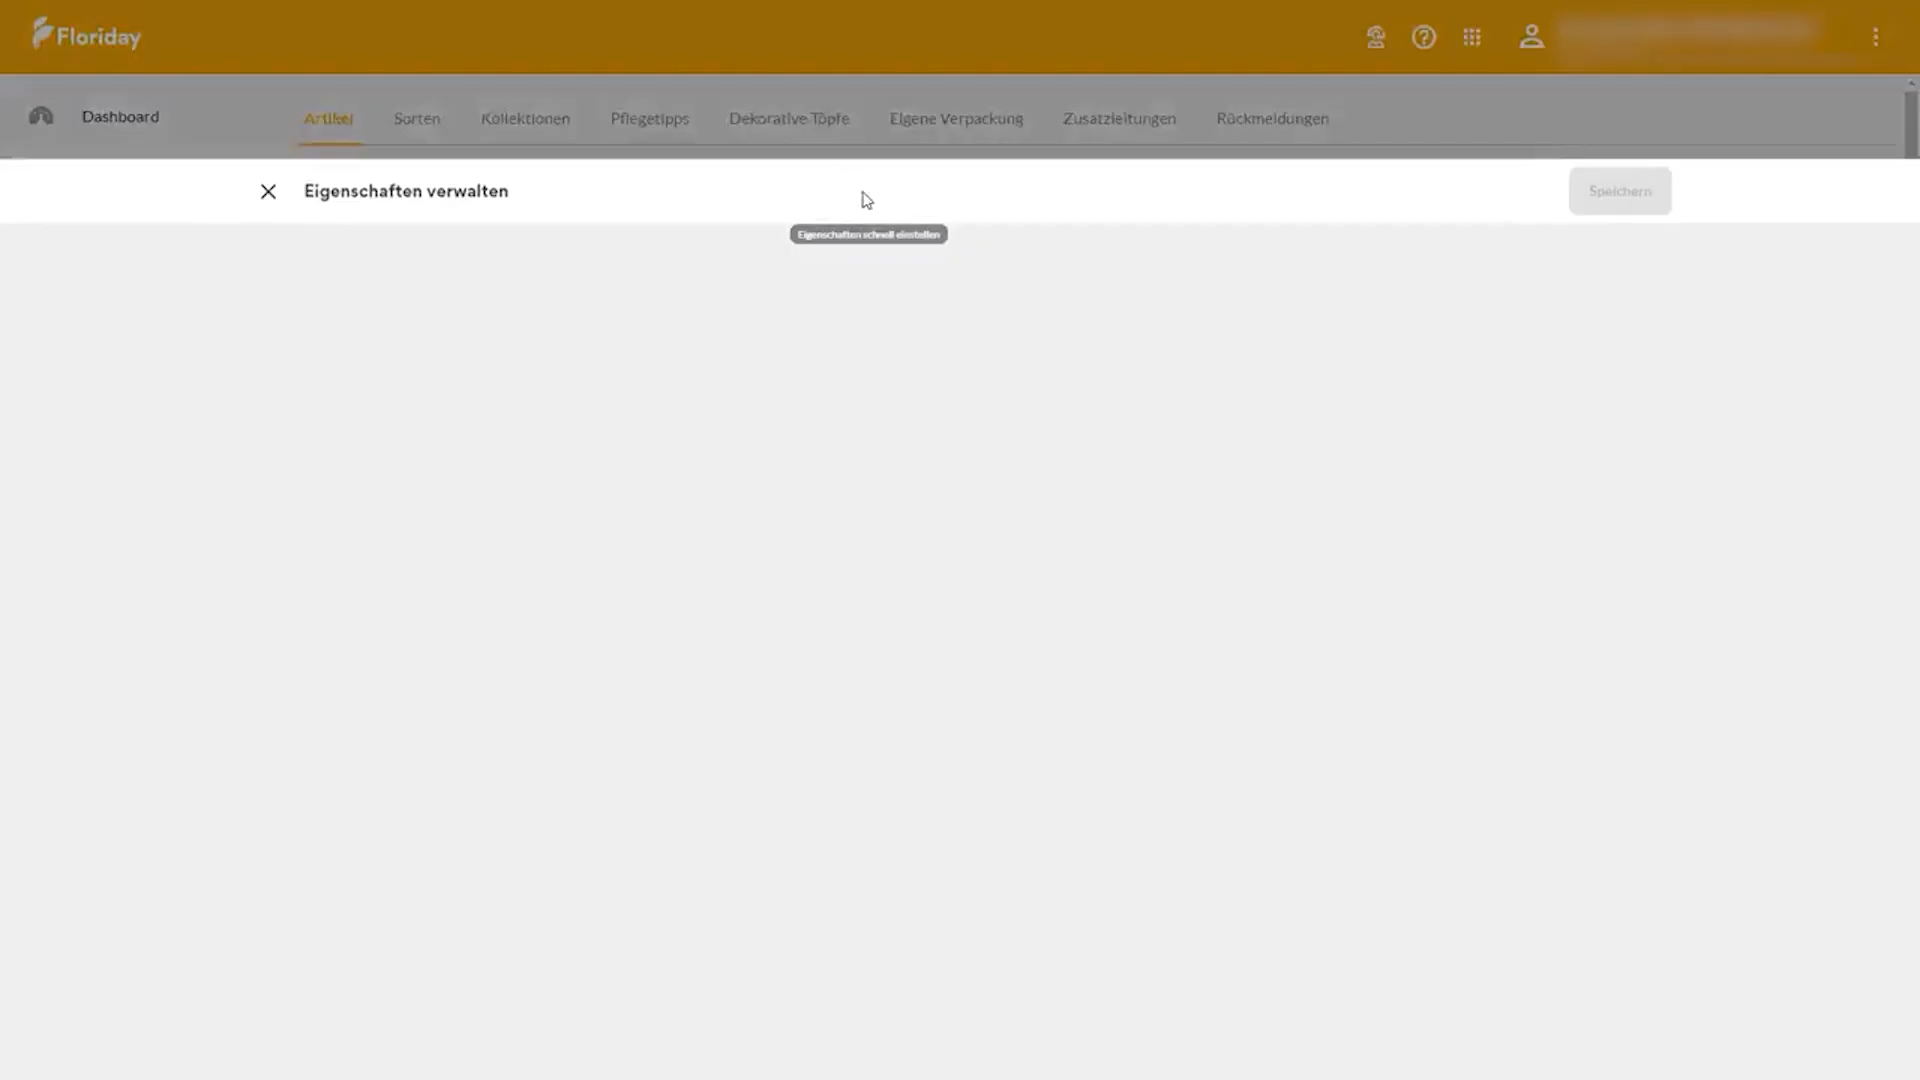 Floriday
Dashboard
Artikel Sorten Kollektionen Pflegetipps Dekorative Töpfe Eigene Verpackung Zusatzleitungen Rückmeldungen
Eigenschaften verwalten
Speichern
Eigenschaften schnell einstellen